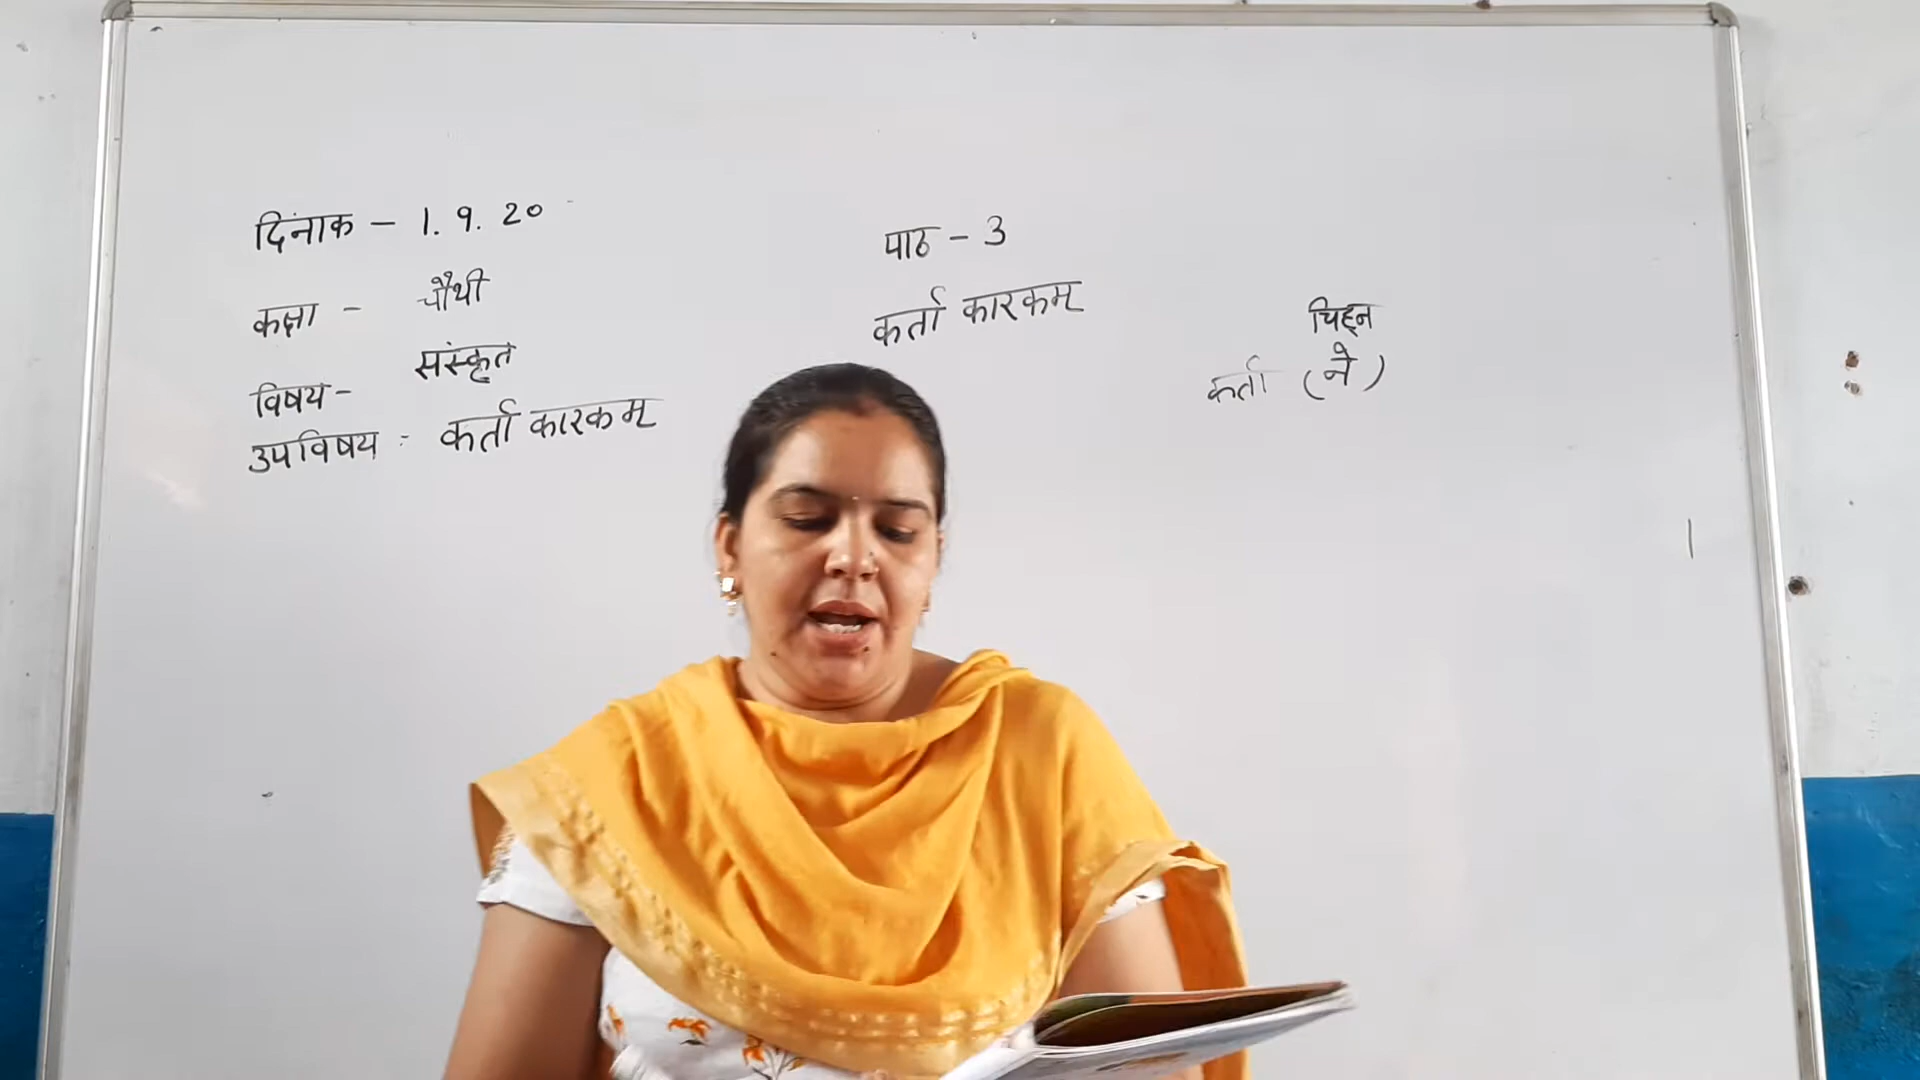 दिंनाक - 1. 9. 20
कक्षा - चौथी
विषय- संस्कृत
उपविषय - कर्ता कारकम्
पाठ - 3
कर्ता कारकम्
चिह्न
कर्ता (ने)